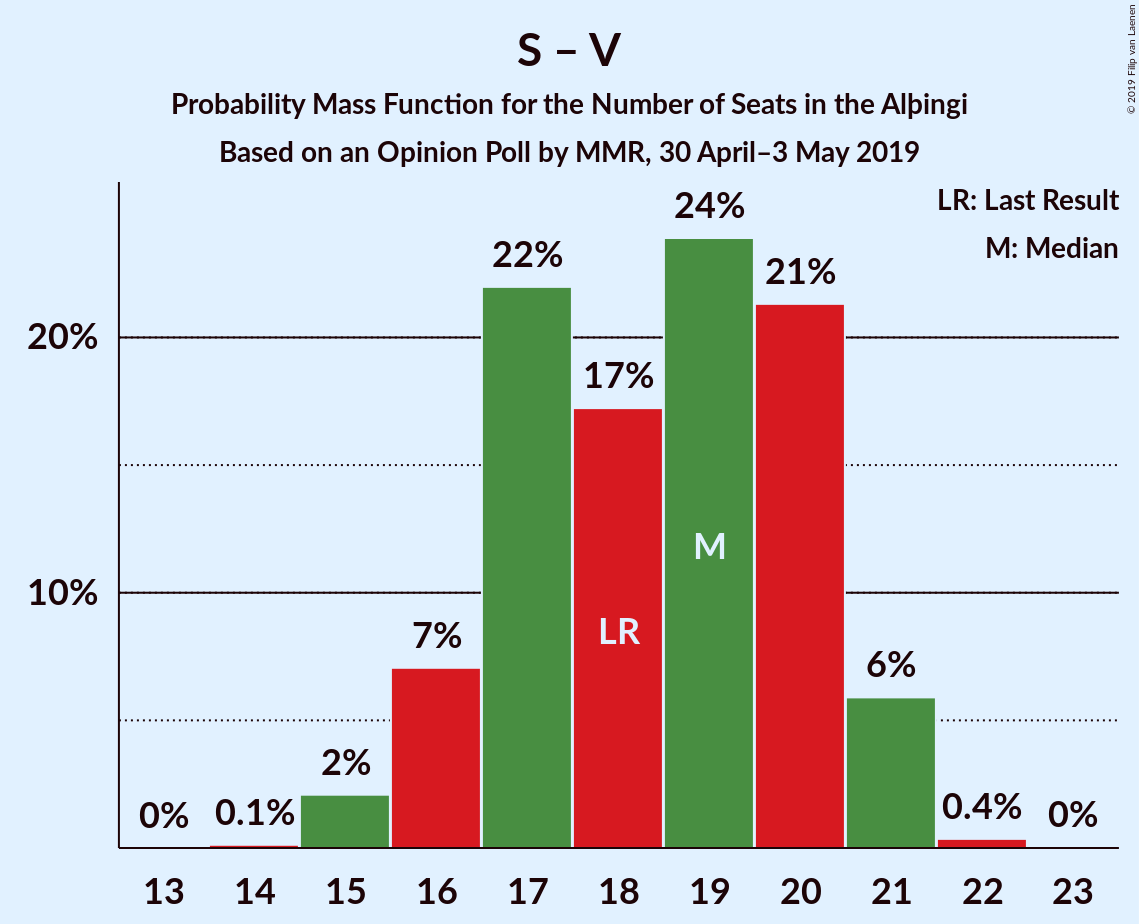 S – V
Probability Mass Function for the Number of Seats in the Alþingi
Based on an Opinion Poll by MMR, 30 April–3 May 2019
© 2019 Filip van Laenen
LR: Last Result
M: Median
20%
10%
0%
0.1%
2%
7%
22%
17%
24%
21%
6%
0.4%
0%
LR
M
13 14 15 16 17 18 19 20 21 22 23